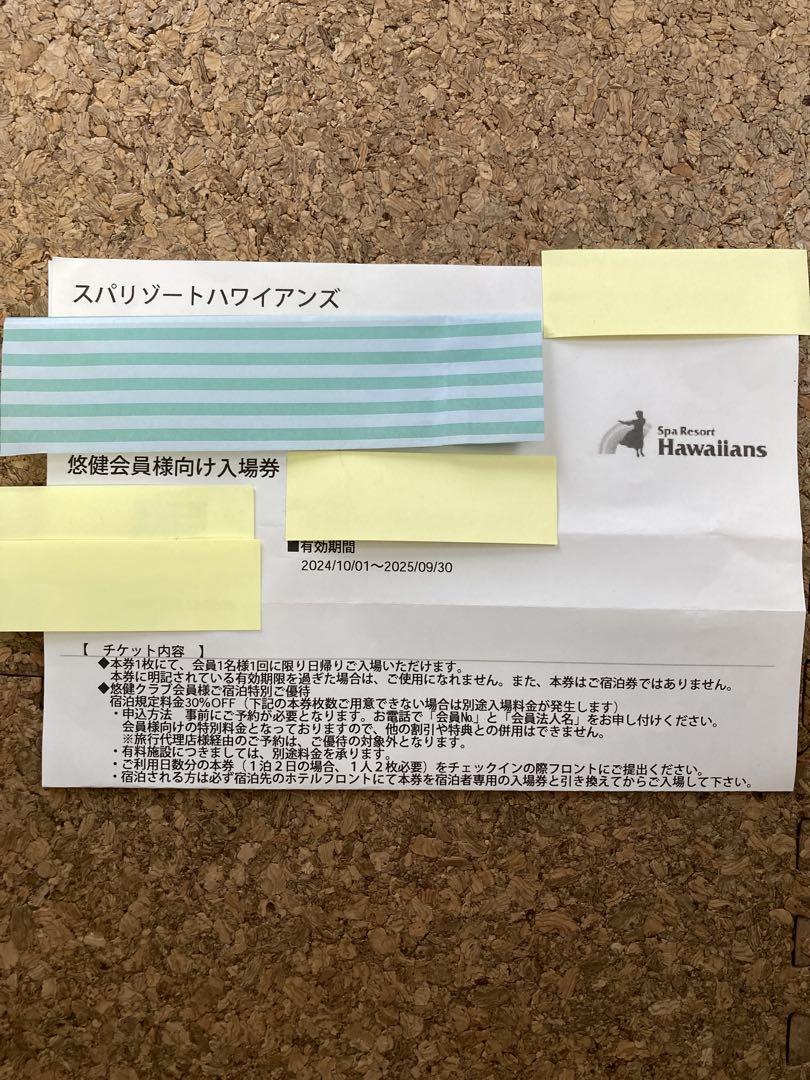 スパリゾートハワイアンズ
Spa Resort
Hawaiians
悠健会員様向け入場券
■有効期間
2024/10/01～2025/09/30
【 チケット内容 】
◆本券1枚にて、会員1名様1回に限り日帰りご入場いただけます。
本券に明記されている有効期限を過ぎた場合は、ご使用になれません。また、本券はご宿泊券ではありません。
◆悠健クラブ会員様ご宿泊特別ご優待
宿泊規定料金30%OFF（下記の本券枚数ご用意できない場合は別途入場料金が発生します）
・申込方法 事前にご予約が必要となります。お電話で「会員№」と「会員法人名」をお申し付けください。
会員様向けの特別料金となっておりますので、他の割引や特典との併用はできません。
※旅行代理店様経由のご予約は、ご優待の対象外となります。
・有料施設につきましては、別途料金を承ります。
・ご利用日数分の本券（１泊２日の場合、１人２枚必要）をチェックインの際フロントにご提出ください。
・宿泊される方は必ず宿泊先のホテルフロントにて本券を宿泊者専用の入場券と引き換えてからご入場して下さい。